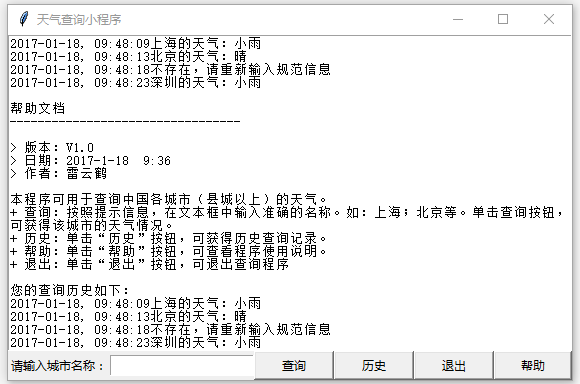 天气查询小程序
2017-01-18, 09:48:09上海的天气：小雨
2017-01-18, 09:48:13北京的天气：晴
2017-01-18, 09:48:18不存在，请重新输入规范信息
2017-01-18, 09:48:23深圳的天气：小雨
帮助文档
---------------------------------
> 版本：V1.0
> 日期：2017-1-18  9:36
> 作者：雷云鹤
本程序可用于查询中国各城市（县城以上）的天气。
+ 查询：按照提示信息，在文本框中输入准确的名称。如：上海；北京等。单击查询按钮，
可获得该城市的天气情况。
+ 历史：单击“历史”按钮，可获得历史查询记录。
+ 帮助：单击“帮助”按钮，可查看程序使用说明。
+ 退出：单击“退出”按钮，可退出查询程序
您的查询历史如下：
2017-01-18, 09:48:09上海的天气：小雨
2017-01-18, 09:48:13北京的天气：晴
2017-01-18, 09:48:18不存在，请重新输入规范信息
2017-01-18, 09:48:23深圳的天气：小雨
请输入城市名称： 查询 历史 退出 帮助